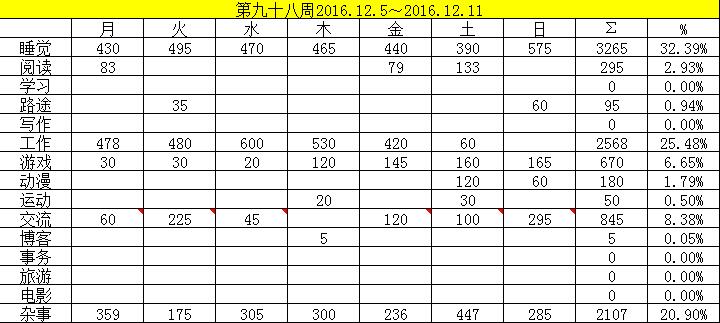 第九十八周2016.12.5～2016.12.11
月 火 水 木 金 土 日 Σ %
睡觉 430 495 470 465 440 390 575 3265 32.39%
阅读 83 79 133 295 2.93%
学习 0 0.00%
路途 35 60 95 0.94%
写作 0 0.00%
工作 478 480 600 530 420 60 2568 25.48%
游戏 30 30 20 120 145 160 165 670 6.65%
动漫 120 60 180 1.79%
运动 20 30 50 0.50%
交流 60 225 45 120 100 295 845 8.38%
博客 5 5 0.05%
事务 0 0.00%
旅游 0 0.00%
电影 0 0.00%
杂事 359 175 305 300 236 447 285 2107 20.90%